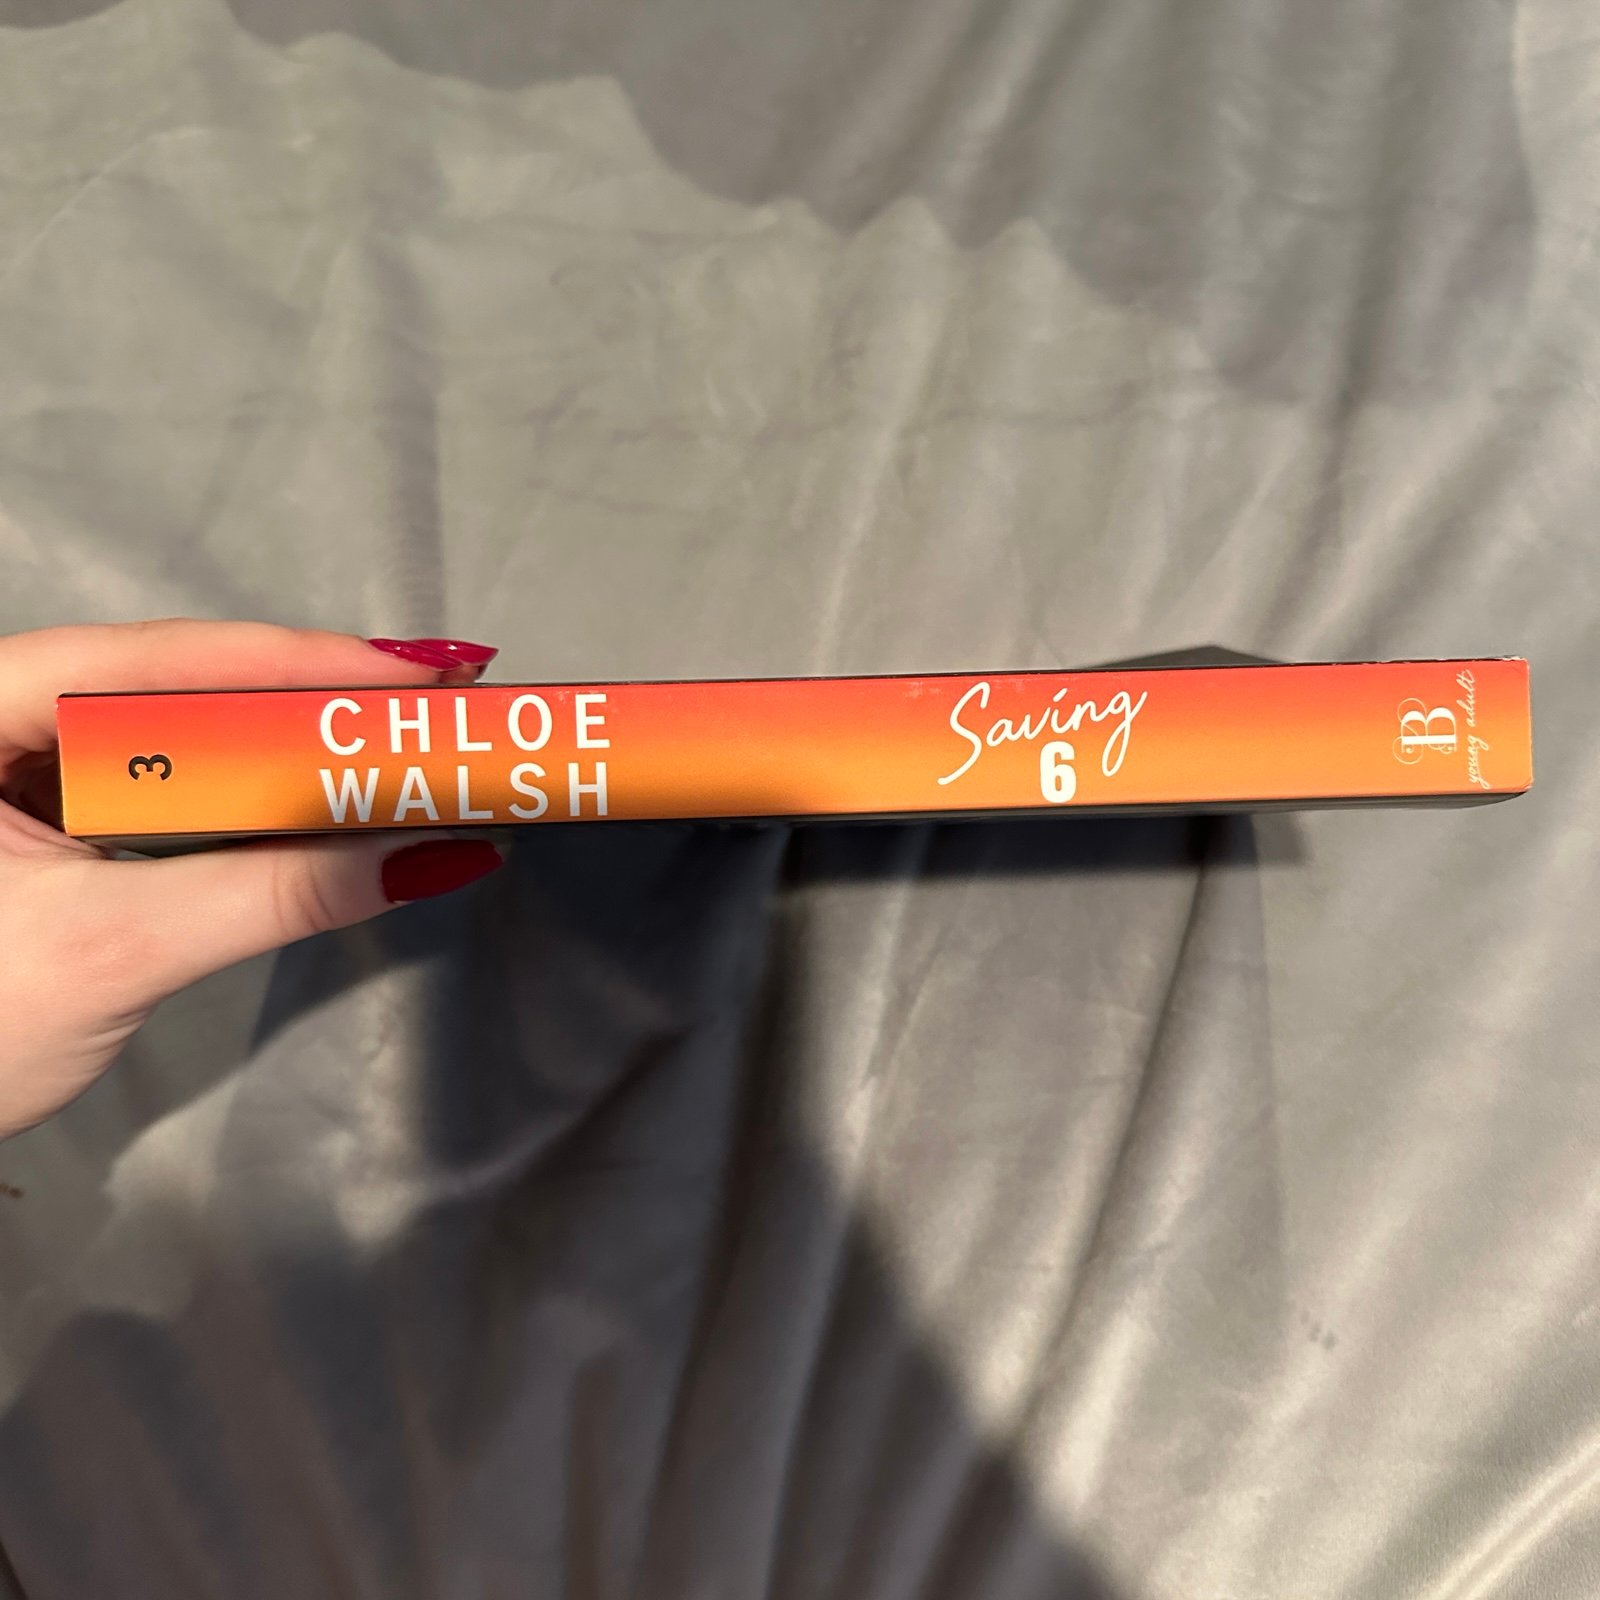 3
CHLOE
WALSH
Saving
6
B
young adult